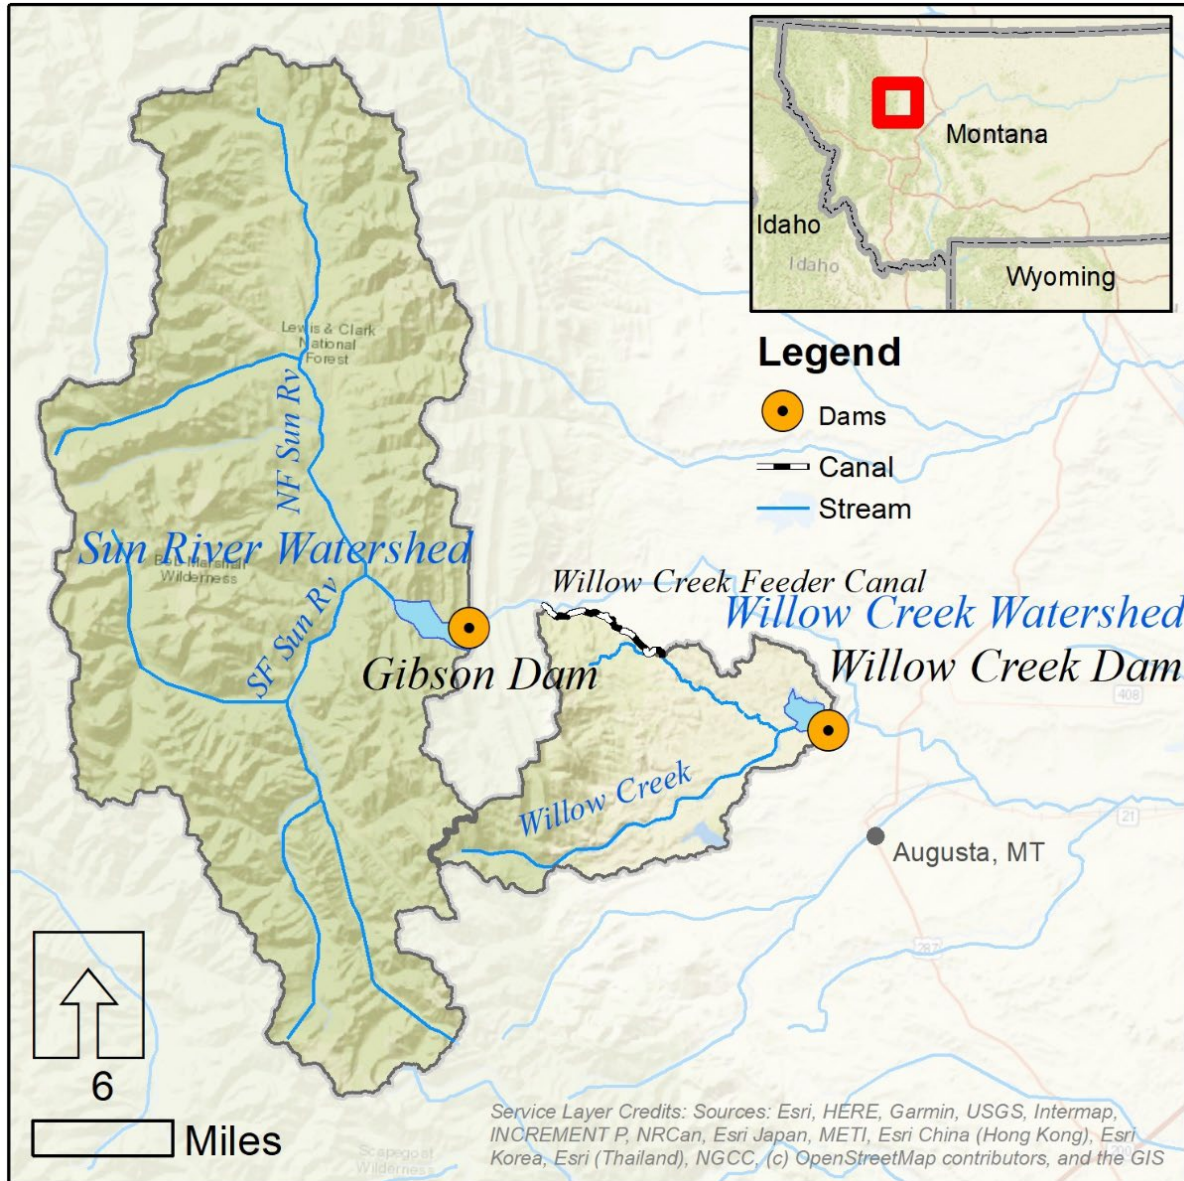 Montana
Idaho
Idaho
Wyoming
Legend
Dams
Canal
Stream
Lewis & Clark
National
Forest
NF Sun Rv
Sun River Watershed
Bob Marshall
Wilderness
SF Sun Rv
Gibson Dam
Willow Creek Feeder Canal
Willow Creek Watershed
Willow Creek Dam
408
Willow Creek
21
Augusta, MT
287
6
Miles
Scapegoat
Wilderness
Service Layer Credits: Sources: Esri, HERE, Garmin, USGS, Intermap,
INCREMENT P, NRCan, Esri Japan, METI, Esri China (Hong Kong), Esri
Korea, Esri (Thailand), NGCC, (c) OpenStreetMap contributors, and the GIS